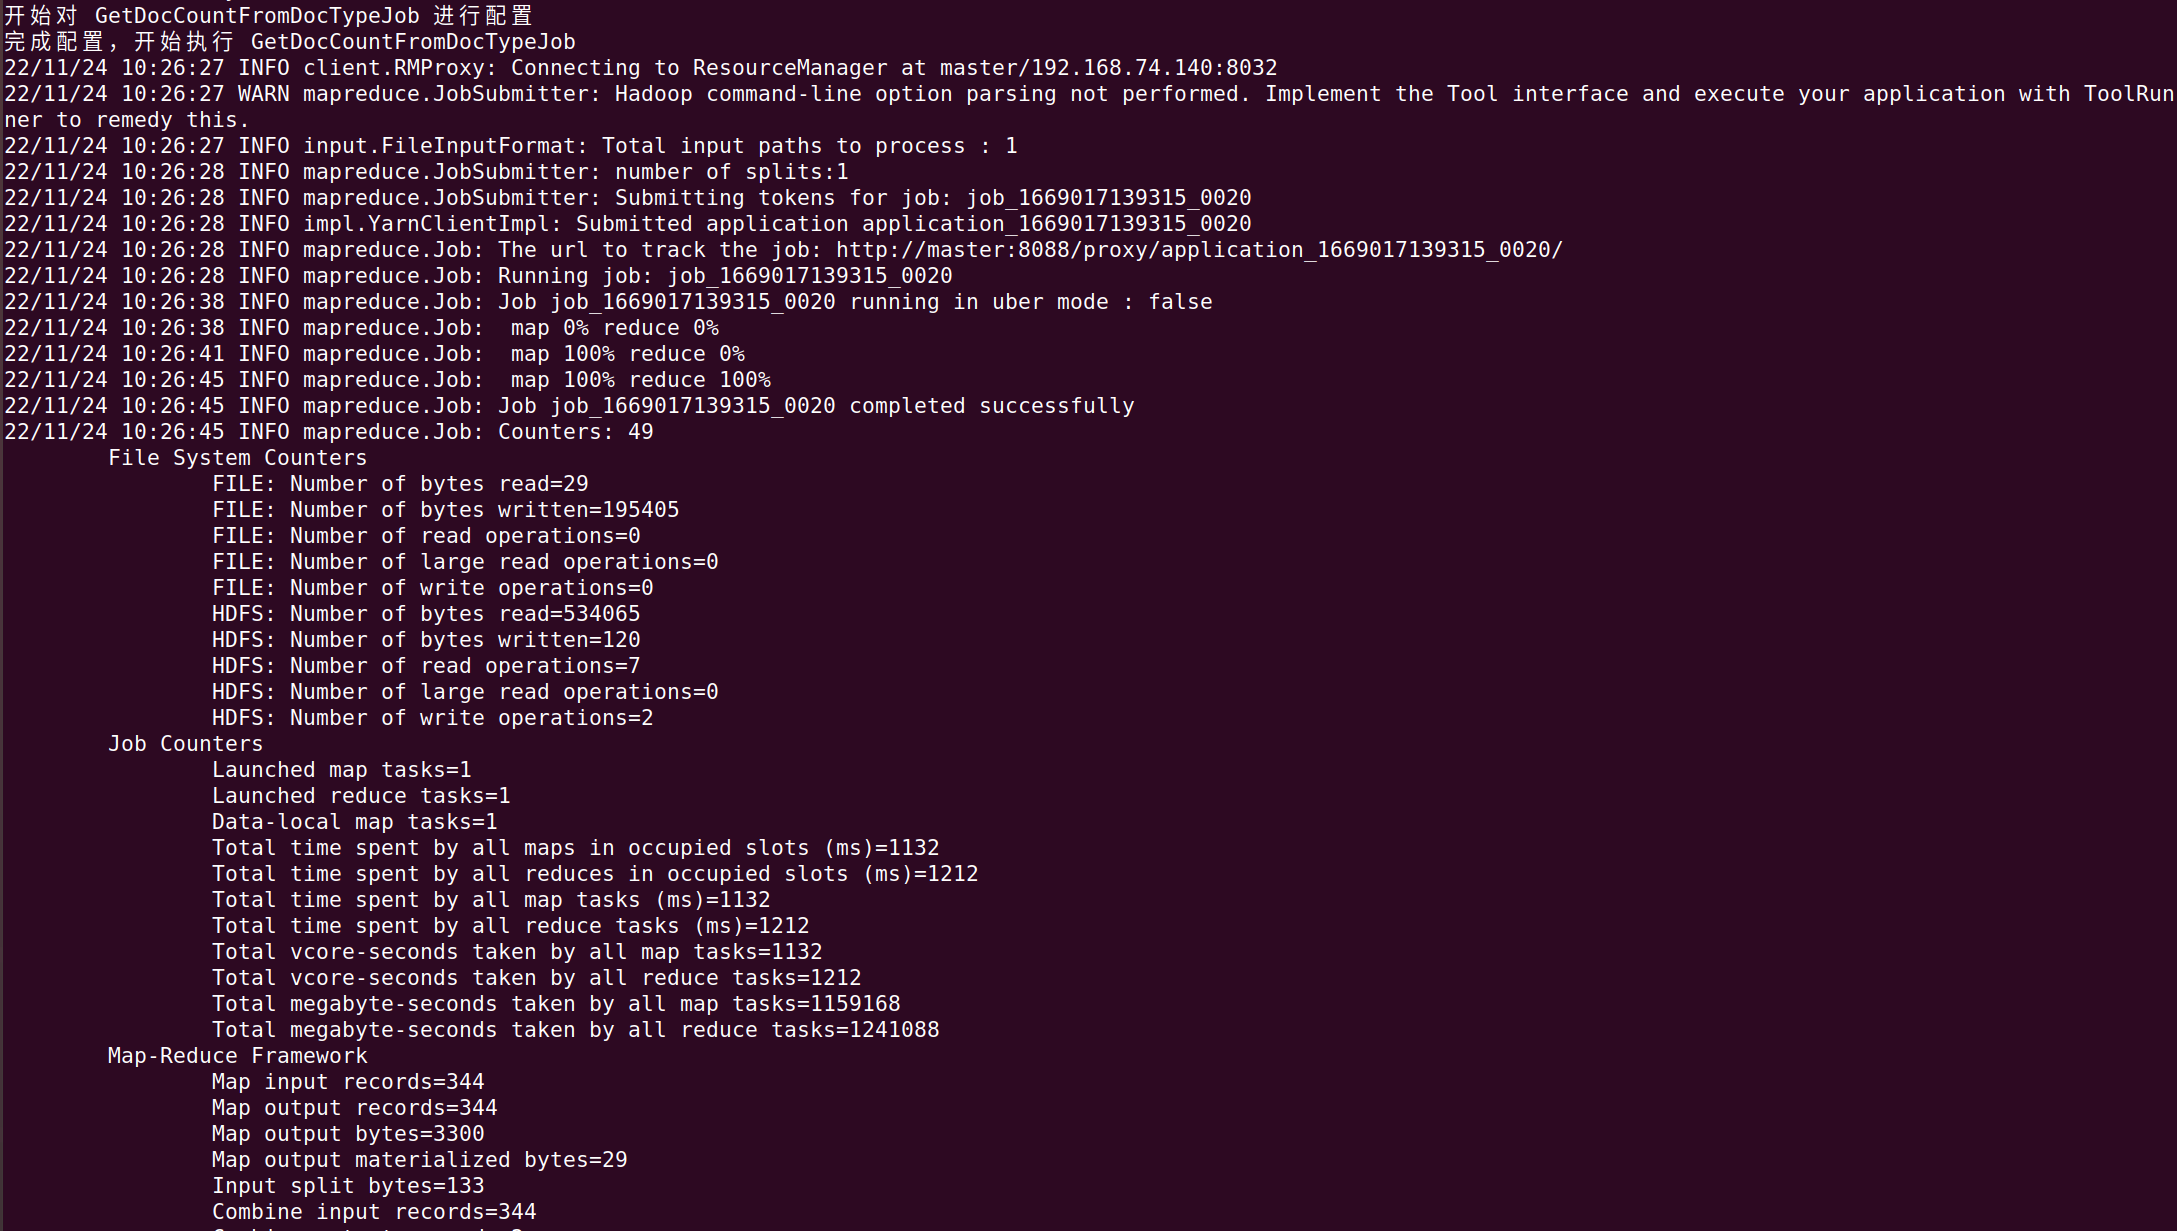 开始对 GetDocCountFromDocTypeJob 进行配置
完成配置，开始执行 GetDocCountFromDocTypeJob
22/11/24 10:26:27 INFO client.RMProxy: Connecting to ResourceManager at master/192.168.74.140:8032
22/11/24 10:26:27 WARN mapreduce.JobSubmitter: Hadoop command-line option parsing not performed. Implement the Tool interface and execute your application with ToolRun
ner to remedy this.
22/11/24 10:26:27 INFO input.FileInputFormat: Total input paths to process : 1
22/11/24 10:26:28 INFO mapreduce.JobSubmitter: number of splits:1
22/11/24 10:26:28 INFO mapreduce.JobSubmitter: Submitting tokens for job: job_1669017139315_0020
22/11/24 10:26:28 INFO impl.YarnClientImpl: Submitted application application_1669017139315_0020
22/11/24 10:26:28 INFO mapreduce.Job: The url to track the job: http://master:8088/proxy/application_1669017139315_0020/
22/11/24 10:26:28 INFO mapreduce.Job: Running job: job_1669017139315_0020
22/11/24 10:26:38 INFO mapreduce.Job: Job job_1669017139315_0020 running in uber mode : false
22/11/24 10:26:38 INFO mapreduce.Job:  map 0% reduce 0%
22/11/24 10:26:41 INFO mapreduce.Job:  map 100% reduce 0%
22/11/24 10:26:45 INFO mapreduce.Job:  map 100% reduce 100%
22/11/24 10:26:45 INFO mapreduce.Job: Job job_1669017139315_0020 completed successfully
22/11/24 10:26:45 INFO mapreduce.Job: Counters: 49
File System Counters
FILE: Number of bytes read=29
FILE: Number of bytes written=195405
FILE: Number of read operations=0
FILE: Number of large read operations=0
FILE: Number of write operations=0
HDFS: Number of bytes read=534065
HDFS: Number of bytes written=120
HDFS: Number of read operations=7
HDFS: Number of large read operations=0
HDFS: Number of write operations=2
Job Counters
Launched map tasks=1
Launched reduce tasks=1
Data-local map tasks=1
Total time spent by all maps in occupied slots (ms)=1132
Total time spent by all reduces in occupied slots (ms)=1212
Total time spent by all map tasks (ms)=1132
Total time spent by all reduce tasks (ms)=1212
Total vcore-seconds taken by all map tasks=1132
Total vcore-seconds taken by all reduce tasks=1212
Total megabyte-seconds taken by all map tasks=1159168
Total megabyte-seconds taken by all reduce tasks=1241088
Map-Reduce Framework
Map input records=344
Map output records=344
Map output bytes=3300
Map output materialized bytes=29
Input split bytes=133
Combine input records=344